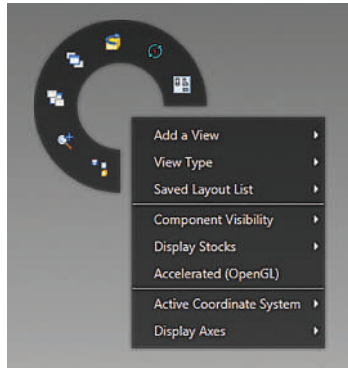 Add a View
View Type
Saved Layout List
Component Visibility
Display Stocks
Accelerated (OpenGL)
Active Coordinate System
Display Axes